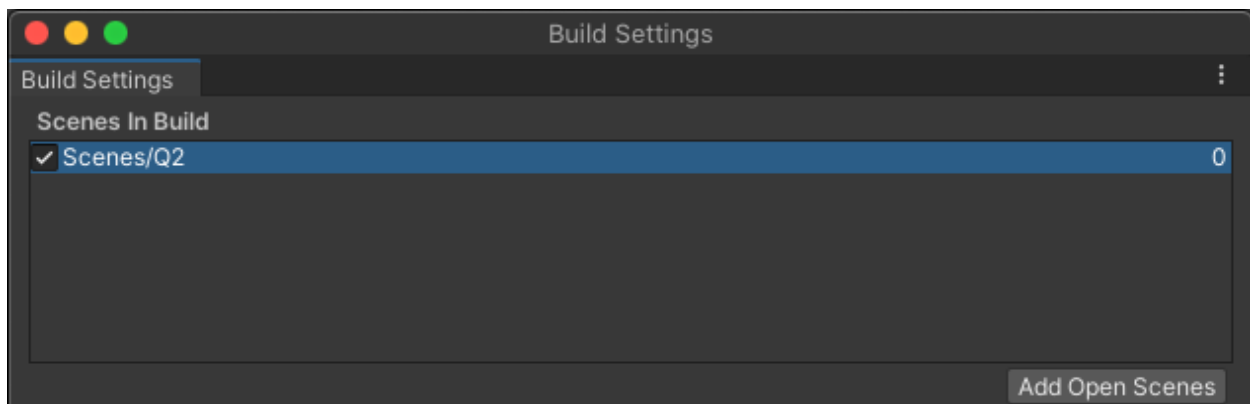 Build Settings
Build Settings
Scenes In Build
Scenes/Q2 0
Add Open Scenes